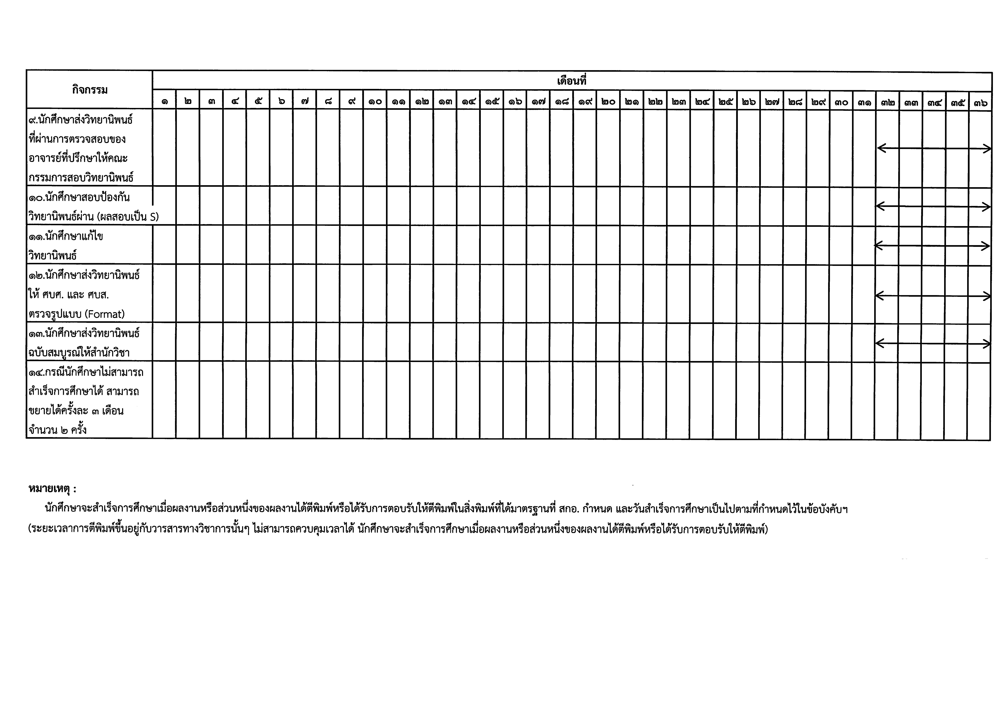 กิจกรรม
เดือนที่
๑ ๒ ๓ ๔ ๕ ๖ ๗ ๘ ๙ ๑๐ ๑๑ ๑๒ ๑๓ ๑๔ ๑๕ ๑๖ ๑๗ ๑๘ ๑๙ ๒๐ ๒๑ ๒๒ ๒๓ ๒๔ ๒๕ ๒๖ ๒๗ ๒๘ ๒๙ ๓๐ ๓๑ ๓๒ ๓๓ ๓๔ ๓๕ ๓๖
๙.นักศึกษาส่งวิทยานิพนธ์
ที่ผ่านการตรวจสอบของ
อาจารย์ที่ปรึกษาให้คณะ
กรรมการสอบวิทยานิพนธ์
๑๐.นักศึกษาสอบป้องกัน
วิทยานิพนธ์ผ่าน (ผลสอบเป็น S)
๑๑.นักศึกษาแก้ไข
วิทยานิพนธ์
๑๒.นักศึกษาส่งวิทยานิพนธ์
ให้ ศบศ. และ ศบส.
ตรวจรูปแบบ (Format)
๑๓.นักศึกษาส่งวิทยานิพนธ์
ฉบับสมบูรณ์ให้สำนักวิชา
๑๔.กรณีนักศึกษาไม่สามารถ
สำเร็จการศึกษาได้ สามารถ
ขยายได้ครั้งละ ๓ เดือน
จำนวน ๒ ครั้ง
หมายเหตุ :
นักศึกษาจะสำเร็จการศึกษาเมื่อผลงานหรือส่วนหนึ่งของผลงานได้ตีพิมพ์หรือได้รับการตอบรับให้ตีพิมพ์ในสิ่งพิมพ์ที่ได้มาตรฐานที่ สกอ. กำหนด และวันสำเร็จการศึกษาเป็นไปตามที่กำหนดไว้ในข้อบังคับฯ
(ระยะเวลาการตีพิมพ์ขึ้นอยู่กับวารสารทางวิชาการนั้นๆ ไม่สามารถควบคุมเวลาได้ นักศึกษาจะสำเร็จการศึกษาเมื่อผลงานหรือส่วนหนึ่งของผลงานได้ตีพิมพ์หรือได้รับการตอบรับให้ตีพิมพ์)